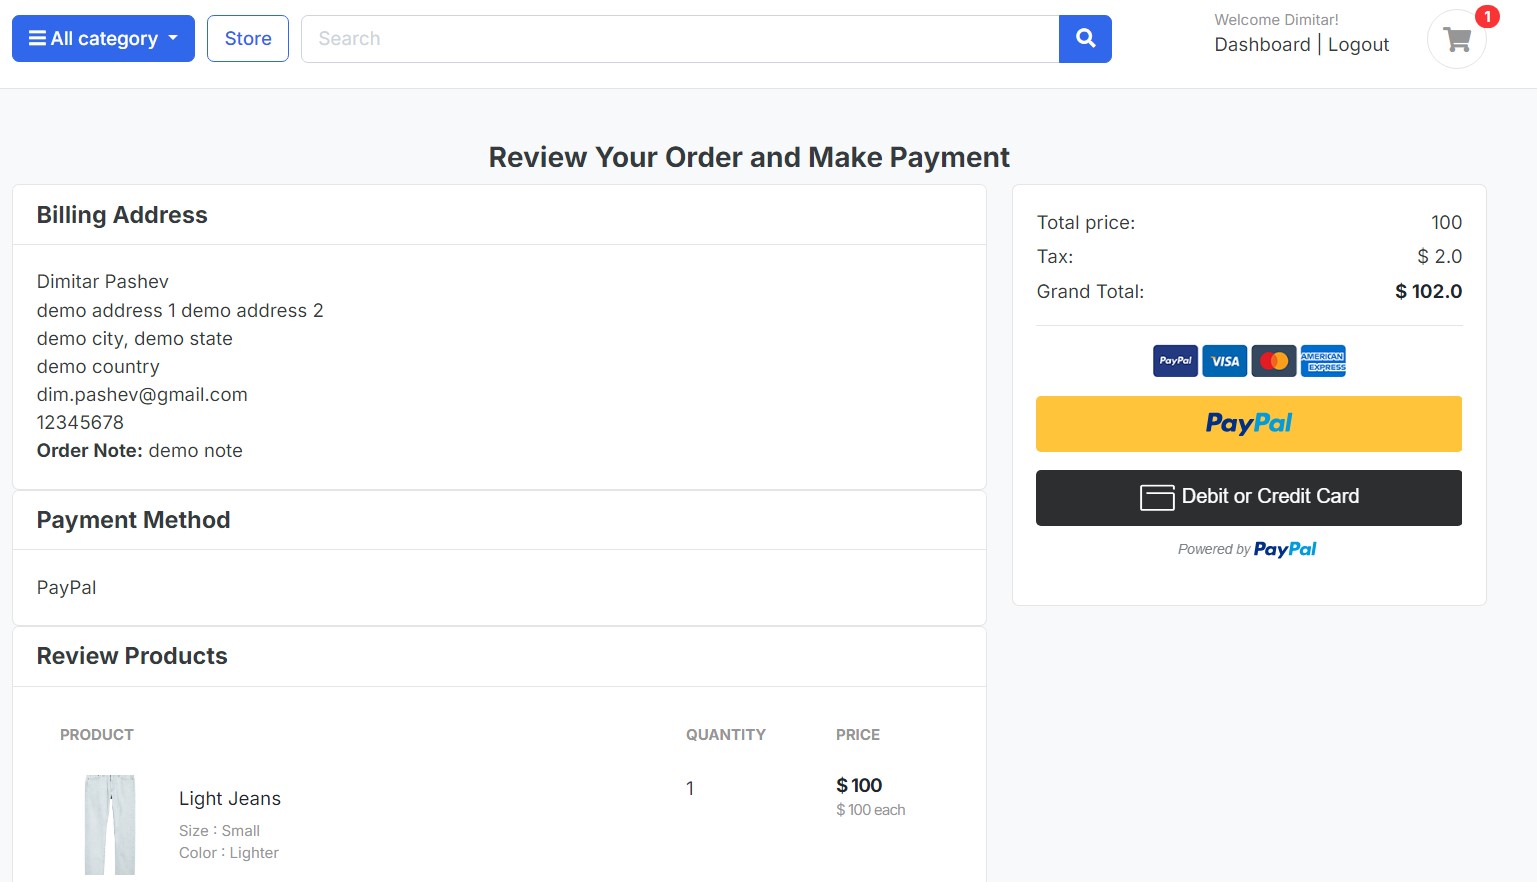 All category
Store
Search
Welcome Dimitar!
Dashboard | Logout
1
Review Your Order and Make Payment
Billing Address
Dimitar Pashev
demo address 1 demo address 2
demo city, demo state
demo country
dim.pashev@gmail.com
12345678
Order Note: demo note
Payment Method
PayPal
Review Products
PRODUCT QUANTITY PRICE
Light Jeans
Size : Small
Color : Lighter
1
$ 100
$ 100 each
Total price: 100
Tax: $ 2.0
Grand Total: $ 102.0
PayPal VISA AMERICAN EXPRESS
PayPal
Debit or Credit Card
Powered by PayPal